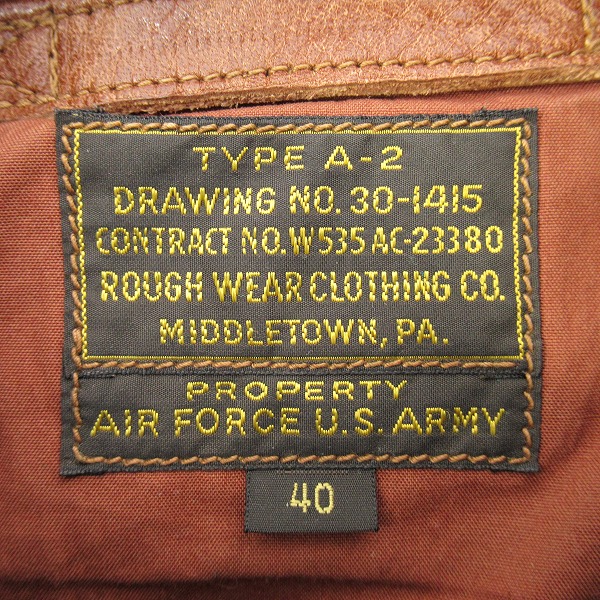 TYPE A-2
DRAWING NO. 30-1415
CONTRACT NO. W535 AC-23380
ROUGH WEAR CLOTHING CO.
MIDDLETOWN, PA.
PROPERTY
AIR FORCE U.S. ARMY
40